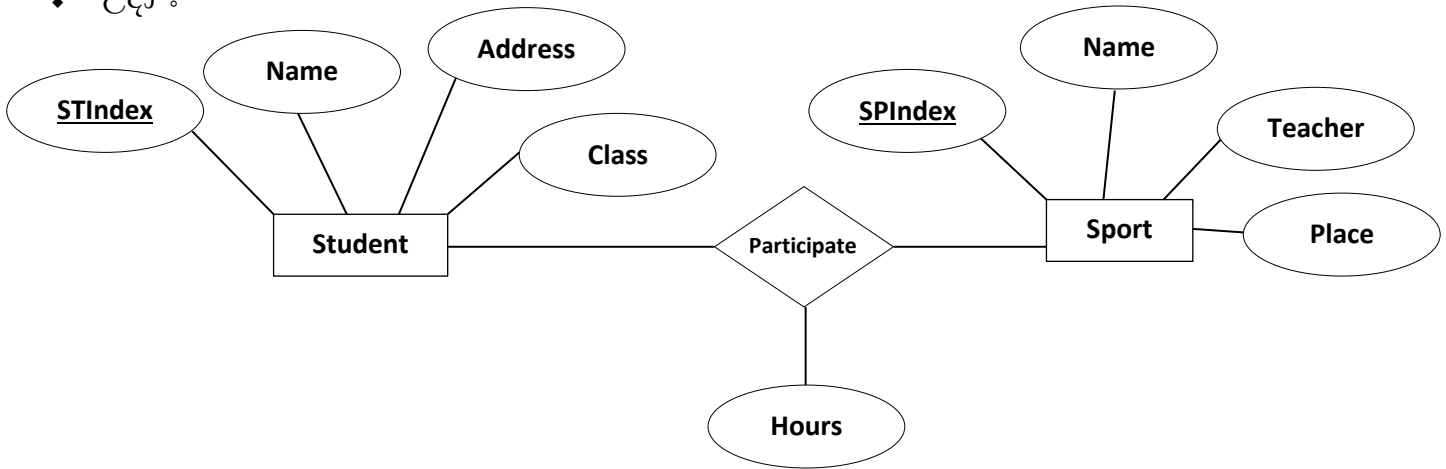 Address
Name
Name
STIndex
SPIndex
Teacher
Class
Student
Participate
Sport
Place
Hours